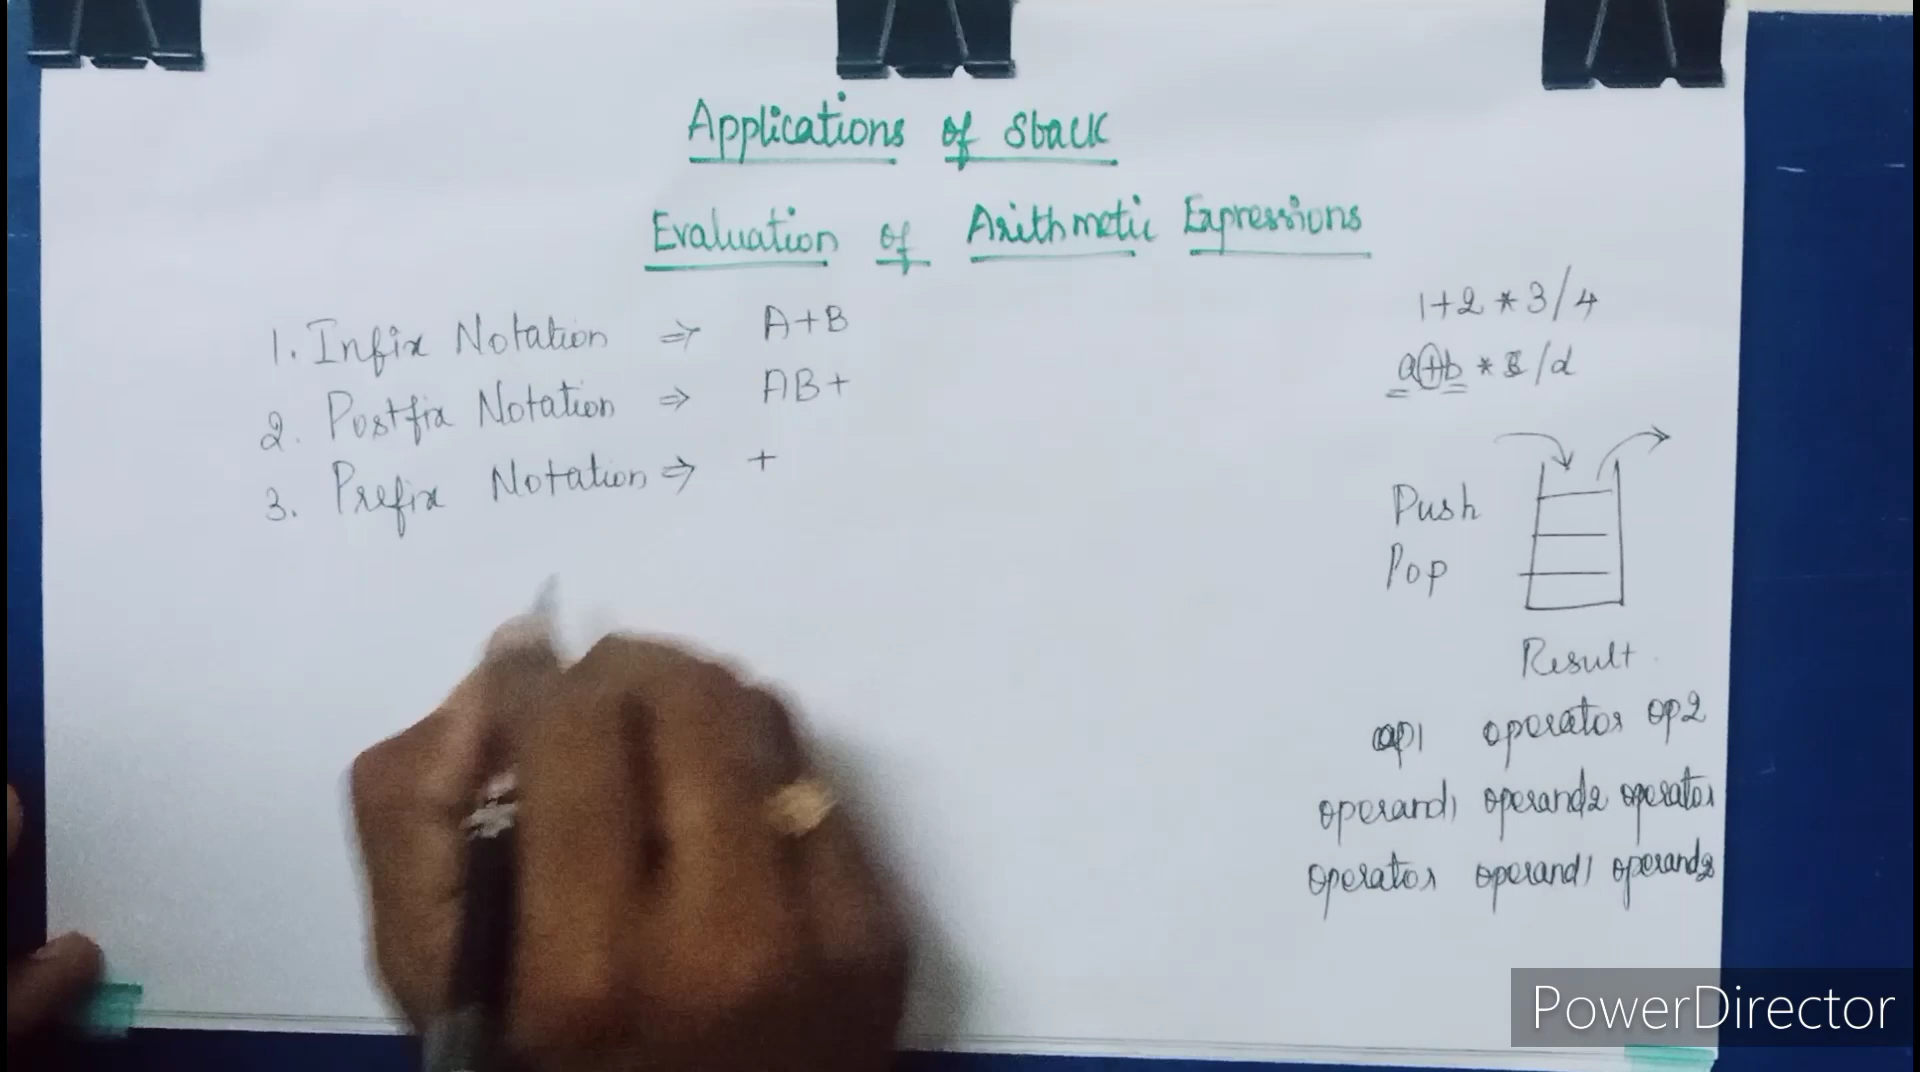 Applications of Stack
Evaluation of Arithmetic Expressions
1. Infix Notation ⇒ A+B
2. Postfix Notation ⇒ AB+
3. Prefix Notation ⇒ +
1+2*3/4
a+b * /d
Push
Pop
Result
op1 operator op2
operand1 operand2 operator
operator operand1 operand2
PowerDirector